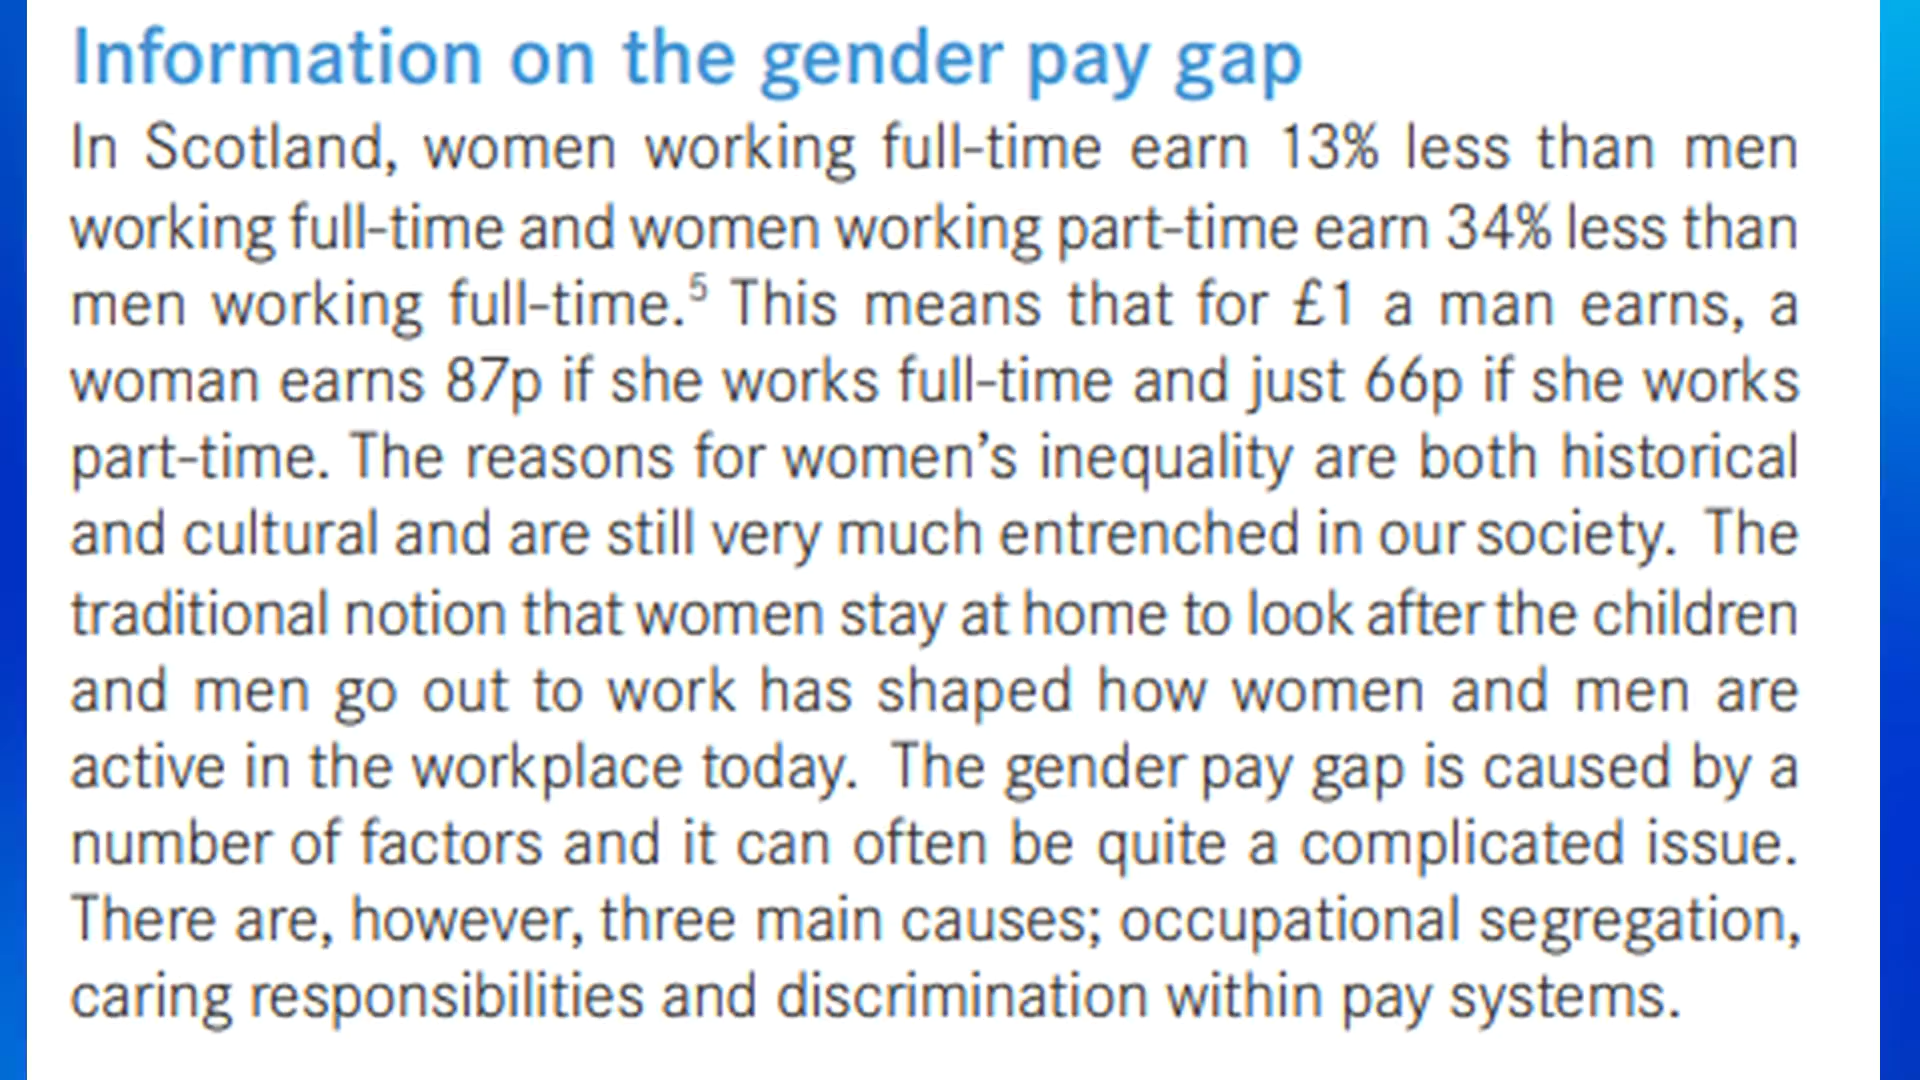 Information on the gender pay gap
In Scotland, women working full-time earn 13% less than men
working full-time and women working part-time earn 34% less than
men working full-time.⁵ This means that for £1 a man earns, a
woman earns 87p if she works full-time and just 66p if she works
part-time. The reasons for women’s inequality are both historical
and cultural and are still very much entrenched in our society. The
traditional notion that women stay at home to look after the children
and men go out to work has shaped how women and men are
active in the workplace today. The gender pay gap is caused by a
number of factors and it can often be quite a complicated issue.
There are, however, three main causes; occupational segregation,
caring responsibilities and discrimination within pay systems.